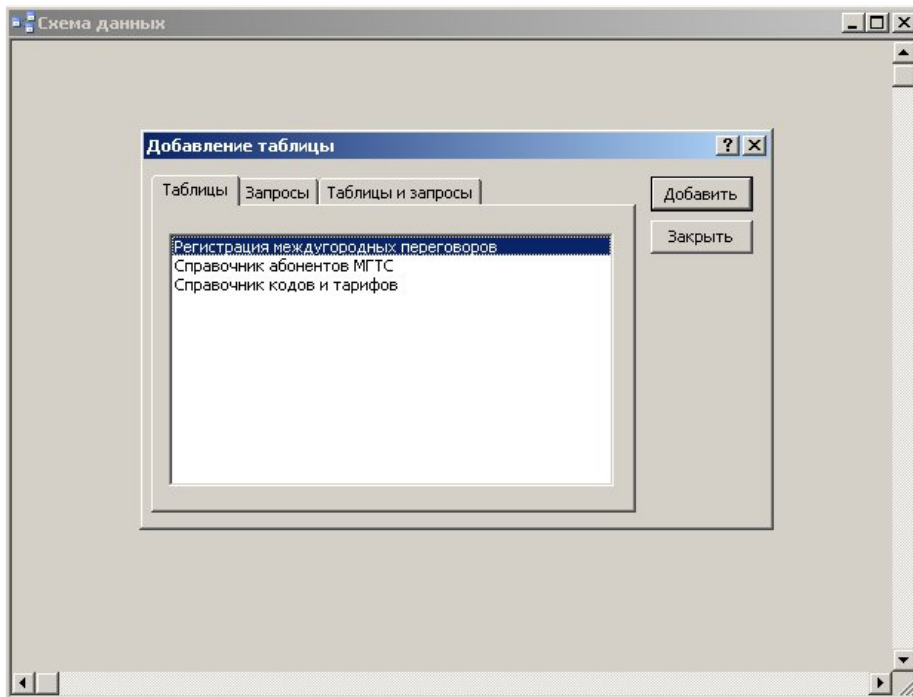 Схема данных
Добавление таблицы
Таблицы Запросы Таблицы и запросы
Добавить
Закрыть
Регистрация междугородных переговоров
Справочник абонентов МГТС
Справочник кодов и тарифов